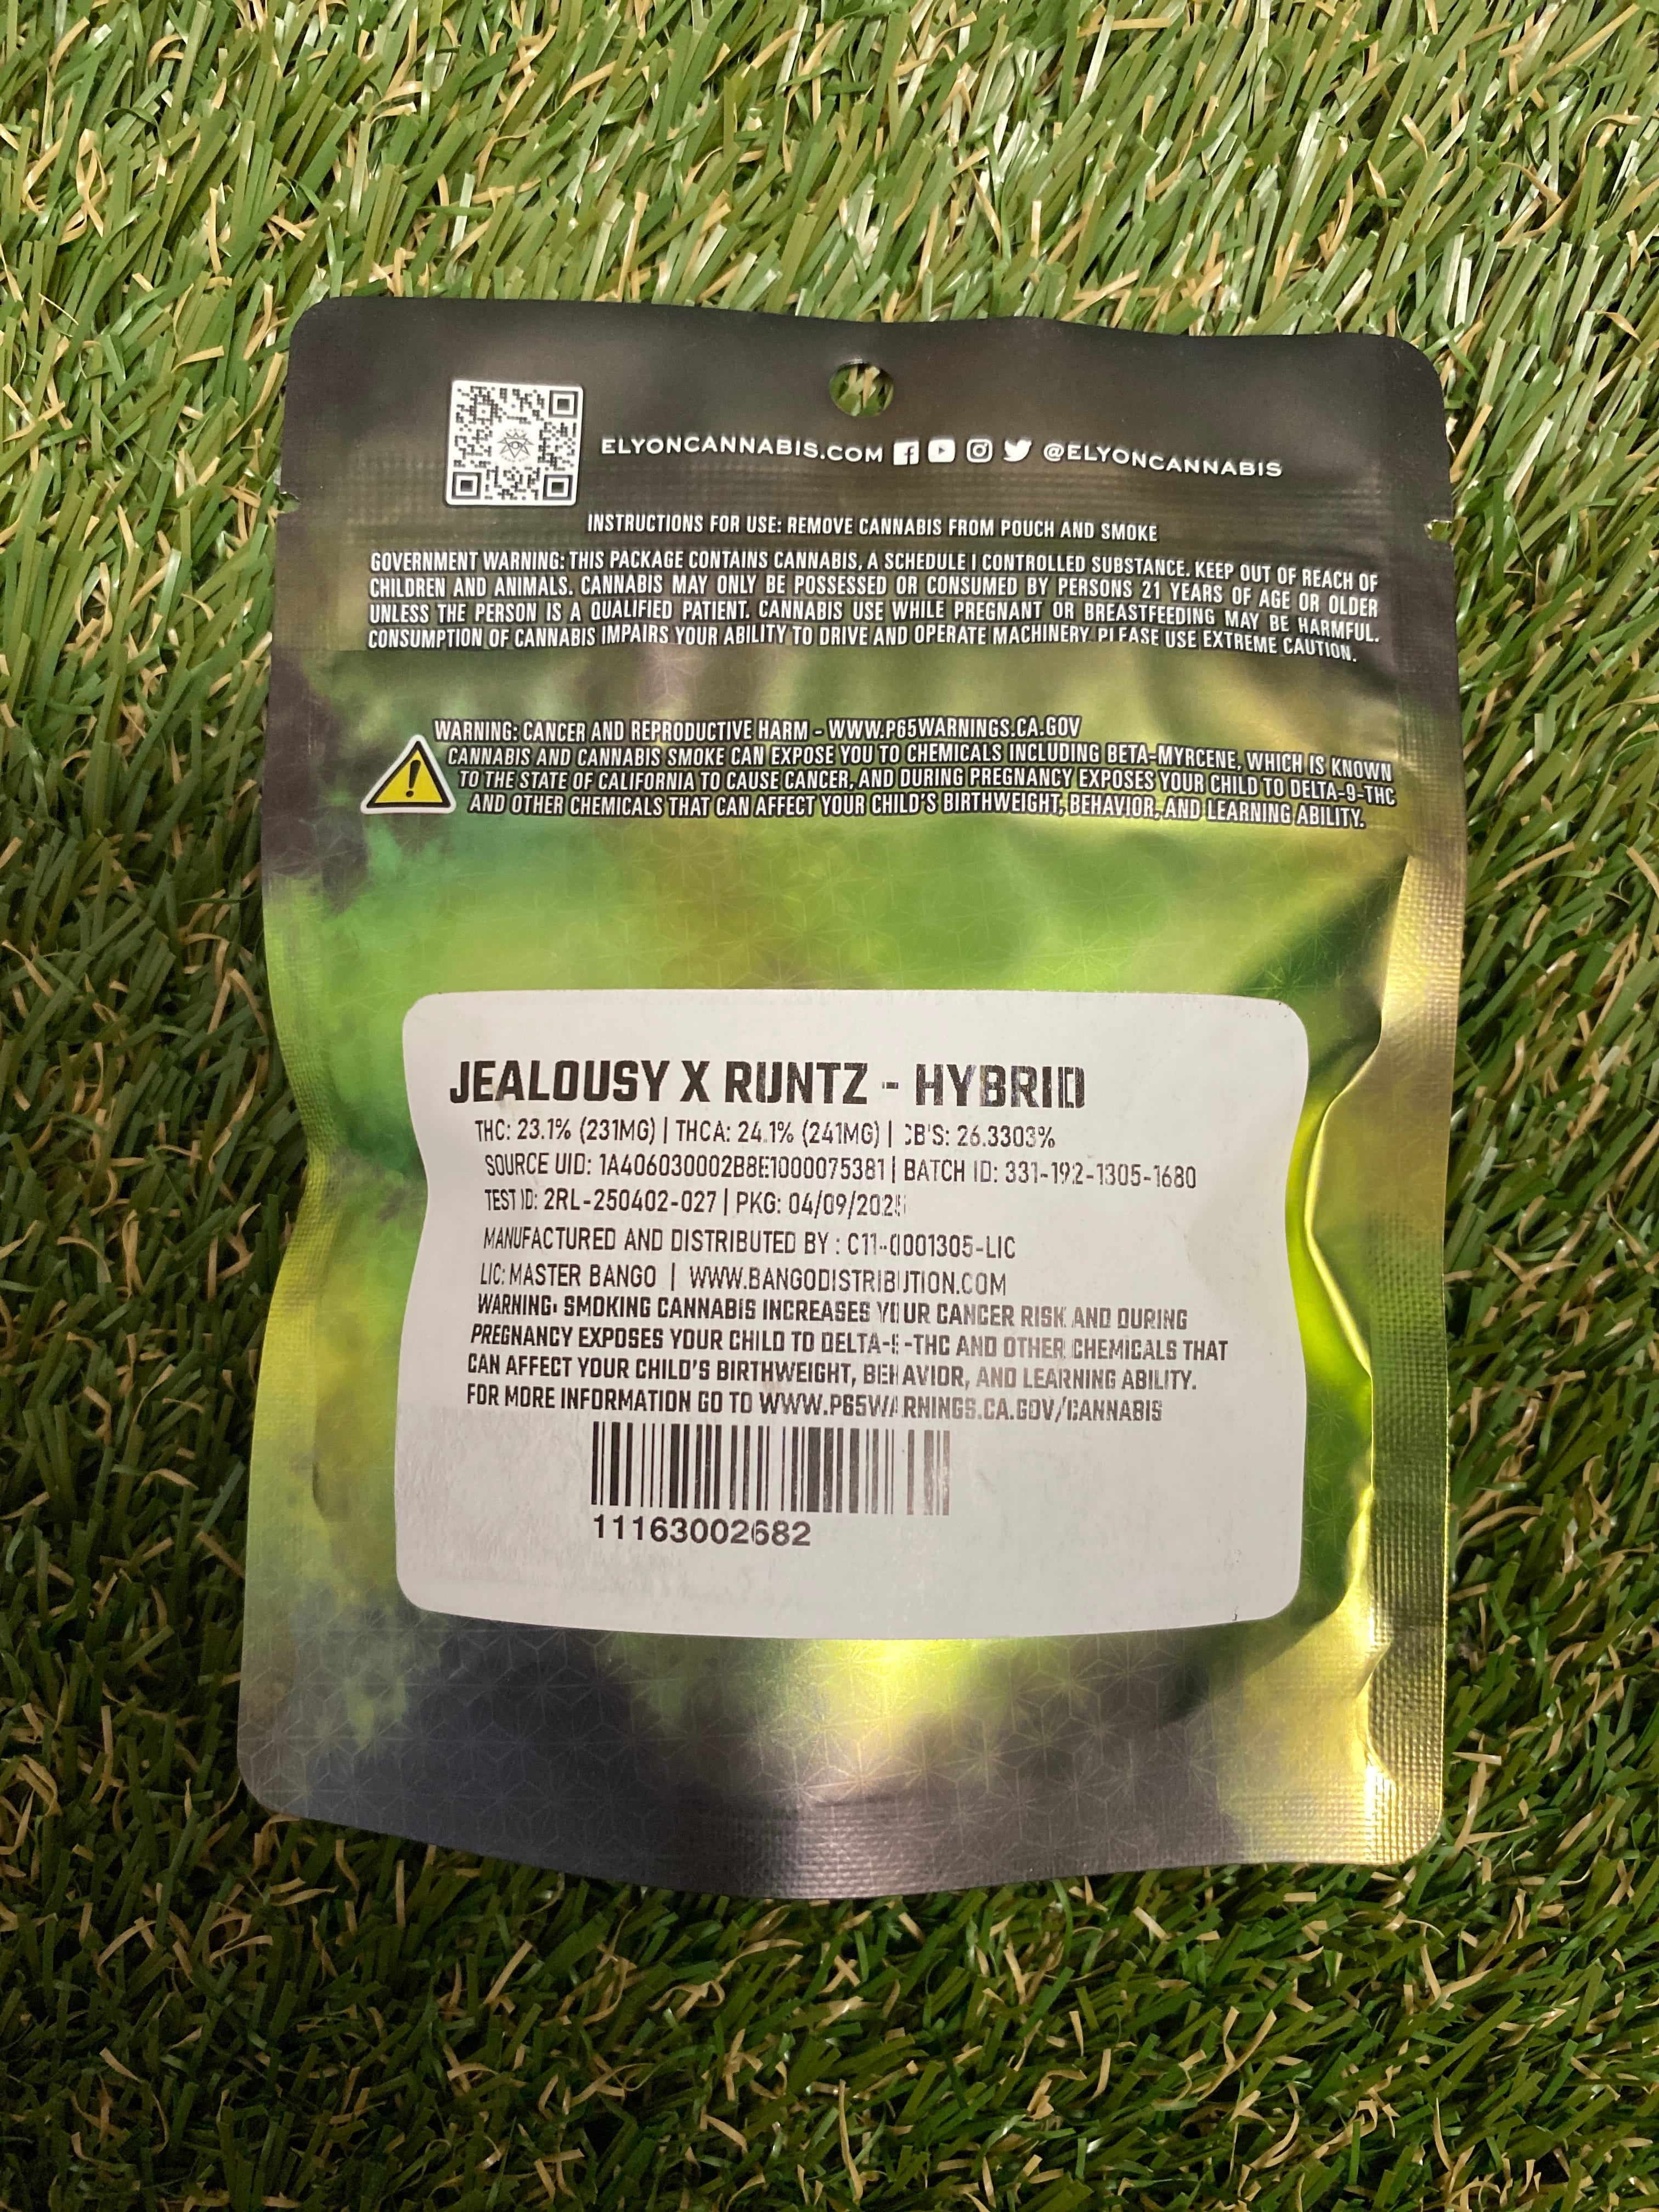 ELYONCANNABIS.COM @ELYONCANNABIS
INSTRUCTIONS FOR USE: REMOVE CANNABIS FROM POUCH AND SMOKE
GOVERNMENT WARNING: THIS PACKAGE CONTAINS CANNABIS, A SCHEDULE I CONTROLLED SUBSTANCE. KEEP OUT OF REACH OF
CHILDREN AND ANIMALS. CANNABIS MAY ONLY BE POSSESSED OR CONSUMED BY PERSONS 21 YEARS OF AGE OR OLDER
UNLESS THE PERSON IS A QUALIFIED PATIENT. CANNABIS USE WHILE PREGNANT OR BREASTFEEDING MAY BE HARMFUL.
CONSUMPTION OF CANNABIS IMPAIRS YOUR ABILITY TO DRIVE AND OPERATE MACHINERY. PLEASE USE EXTREME CAUTION.
WARNING: CANCER AND REPRODUCTIVE HARM - WWW.P65WARNINGS.CA.GOV
CANNABIS AND CANNABIS SMOKE CAN EXPOSE YOU TO CHEMICALS INCLUDING BETA-MYRCENE, WHICH IS KNOWN
TO THE STATE OF CALIFORNIA TO CAUSE CANCER, AND DURING PREGNANCY EXPOSES YOUR CHILD TO DELTA-9-THC
AND OTHER CHEMICALS THAT CAN AFFECT YOUR CHILD'S BIRTHWEIGHT, BEHAVIOR, AND LEARNING ABILITY.
JEALOUSY X RUNTZ - HYBRID
THC: 23.1% (231MG) | THCA: 24.1% (241MG) | CB'S: 26.3303%
SOURCE UID: 1A406030002B8E1000075381 | BATCH ID: 331-192-1305-1680
TEST ID: 2RL-250402-027 | PKG: 04/09/2025
MANUFACTURED AND DISTRIBUTED BY : C11-0001305-LIC
LIC: MASTER BANGO | WWW.BANGODISTRIBUTION.COM
WARNING: SMOKING CANNABIS INCREASES YOUR CANCER RISK AND DURING
PREGNANCY EXPOSES YOUR CHILD TO DELTA-9-THC AND OTHER CHEMICALS THAT
CAN AFFECT YOUR CHILD'S BIRTHWEIGHT, BEHAVIOR, AND LEARNING ABILITY.
FOR MORE INFORMATION GO TO WWW.P65WARNINGS.CA.GOV/CANNABIS
11163002682